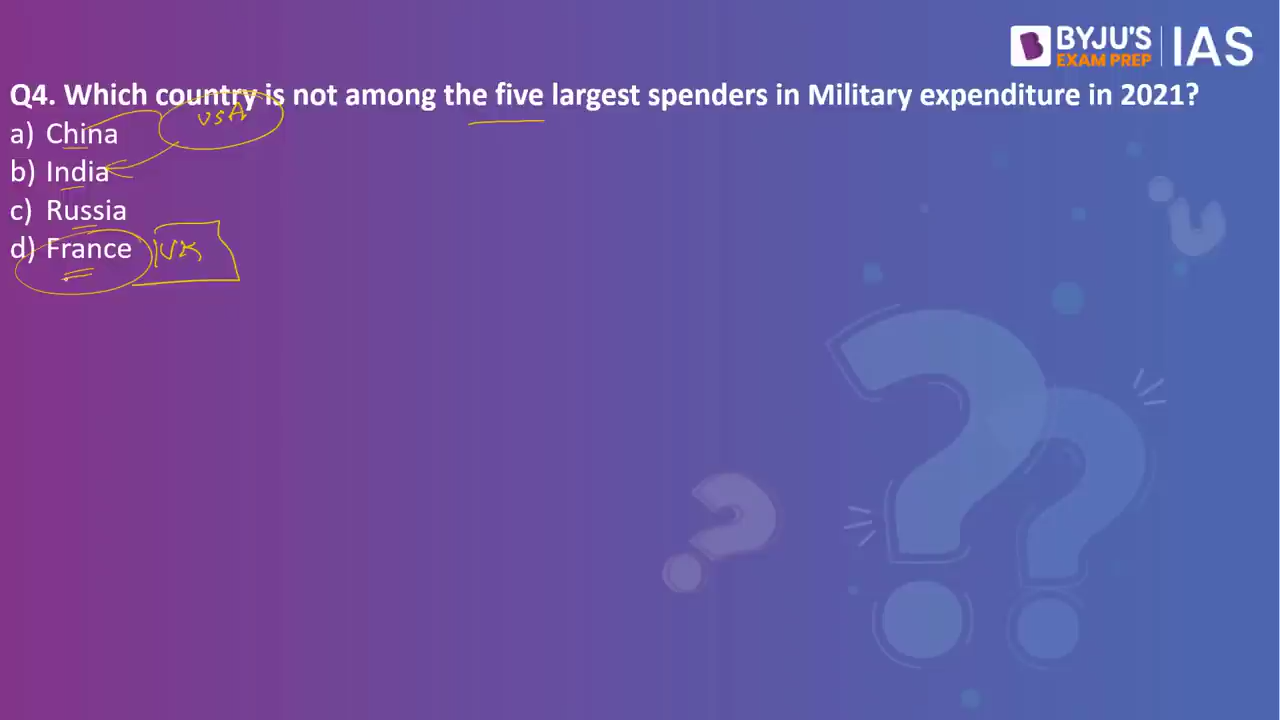 BYJU'S
EXAM PREP
IAS
Q4. Which country is not among the five largest spenders in Military expenditure in 2021?
USA
a) China
b) India
c) Russia
d) France
UK